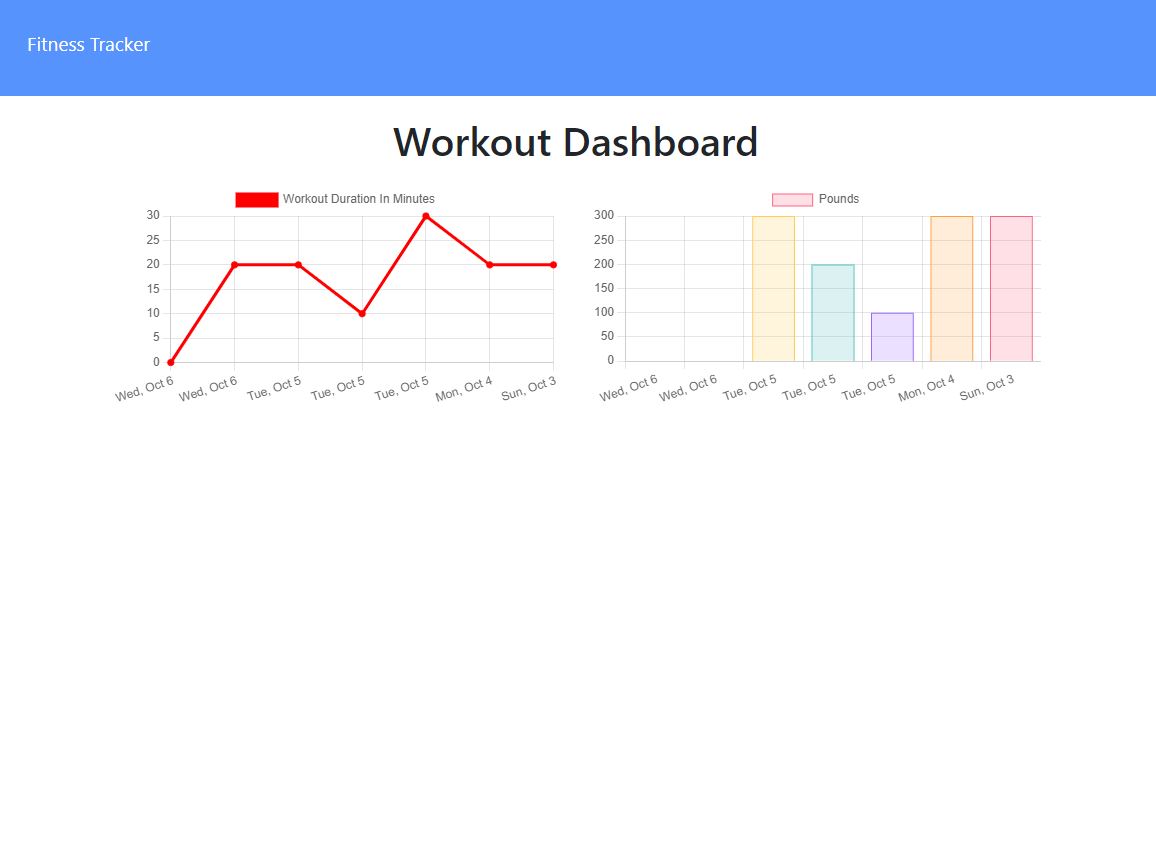 Fitness Tracker
Workout Dashboard
Workout Duration In Minutes
30
25
20
15
10
5
0
Wed, Oct 6
Wed, Oct 6
Tue, Oct 5
Tue, Oct 5
Tue, Oct 5
Mon, Oct 4
Sun, Oct 3
Pounds
300
250
200
150
100
50
0
Wed, Oct 6
Wed, Oct 6
Tue, Oct 5
Tue, Oct 5
Tue, Oct 5
Mon, Oct 4
Sun, Oct 3